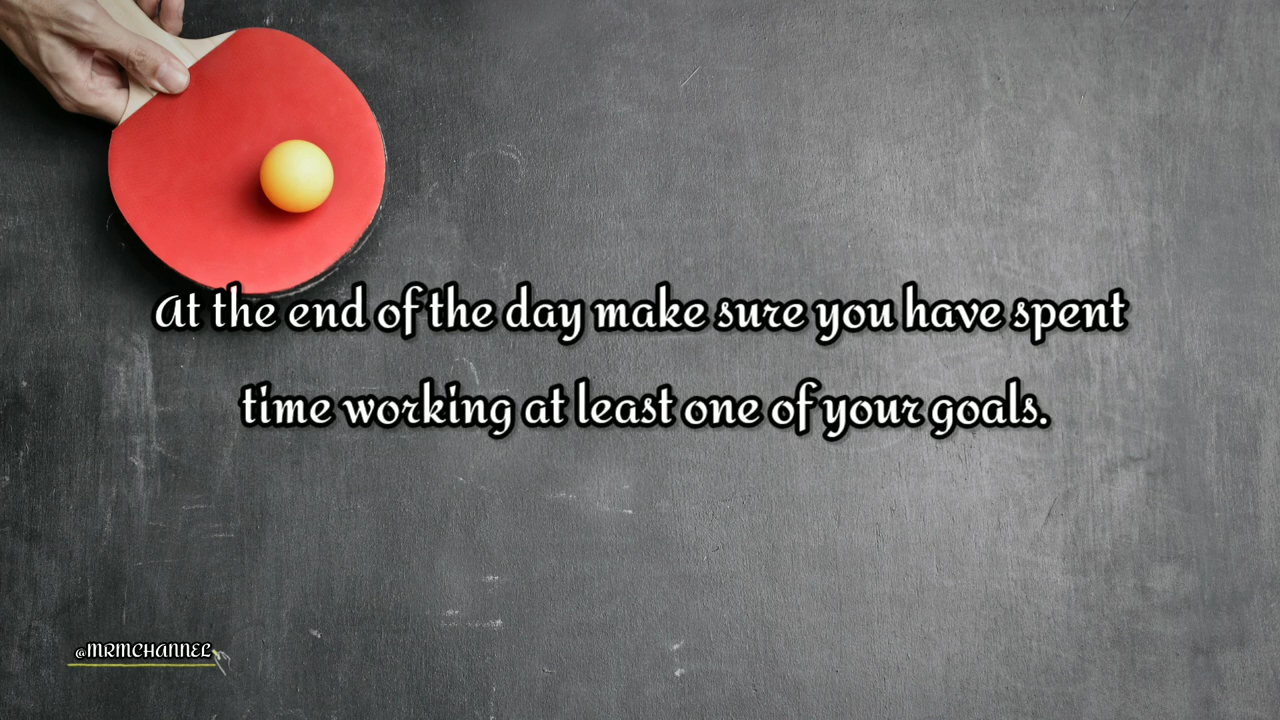 At the end of the day make sure you have spent
time working at least one of your goals.
@MRMCHANNEL